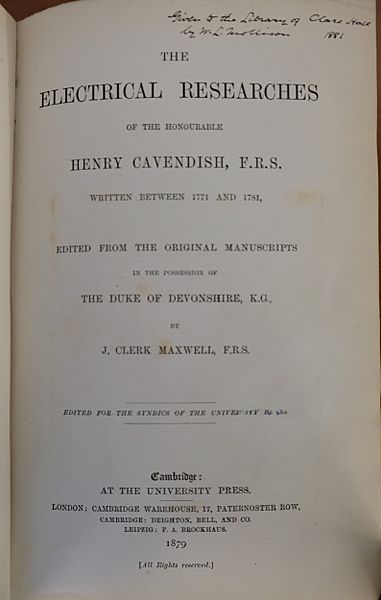 Given to the Library of Clare Hall
by W. L. Mollison 1881
THE
ELECTRICAL RESEARCHES
OF THE HONOURABLE
HENRY CAVENDISH, F.R.S.
WRITTEN BETWEEN 1771 AND 1781,
EDITED FROM THE ORIGINAL MANUSCRIPTS
IN THE POSSESSION OF
THE DUKE OF DEVONSHIRE, K.G.,
BY
J. CLERK MAXWELL, F.R.S.
EDITED FOR THE SYNDICS OF THE
Cambridge:
AT THE UNIVERSITY PRESS.
LONDON: CAMBRIDGE WAREHOUSE, 17, PATERNOSTER ROW.
CAMBRIDGE: DEIGHTON, BELL, AND CO.
LEIPZIG: F. A. BROCKHAUS.
1879
[All Rights reserved.]